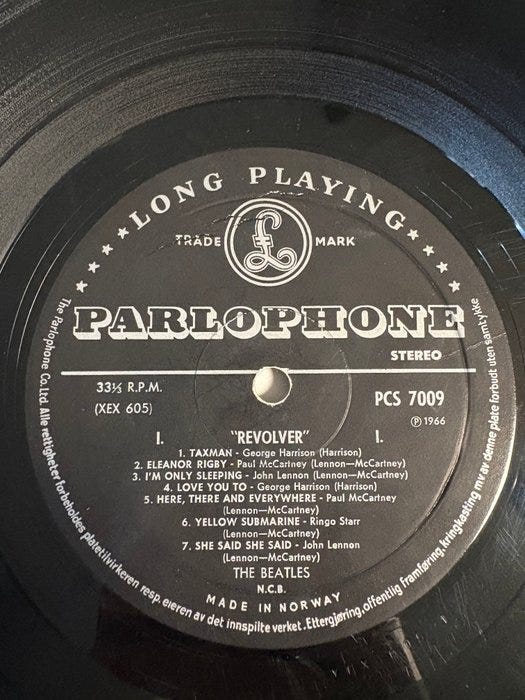 LONG PLAYING
£
TRADE MARK
PARLOPHONE
STEREO
33⅓ R.P.M.
(XEX 605)
PCS 7009
Ⓟ 1966
I. "REVOLVER" I.
1. TAXMAN - George Harrison (Harrison)
2. ELEANOR RIGBY - Paul McCartney (Lennon—McCartney)
3. I'M ONLY SLEEPING - John Lennon (Lennon—McCartney)
4. LOVE YOU TO - George Harrison (Harrison)
5. HERE, THERE AND EVERYWHERE - Paul McCartney
(Lennon—McCartney)
6. YELLOW SUBMARINE - Ringo Starr
(Lennon—McCartney)
7. SHE SAID SHE SAID - John Lennon
(Lennon—McCartney)
THE BEATLES
N.C.B.
MADE IN NORWAY
The Parlophone Co. Ltd. Alle rettigheter forbeholdes platetilvirkeren resp. eieren av det innspilte verket. Ettergjøring, offentlig framføring, kringkasting mv av denne plate forbudt uten samtykke